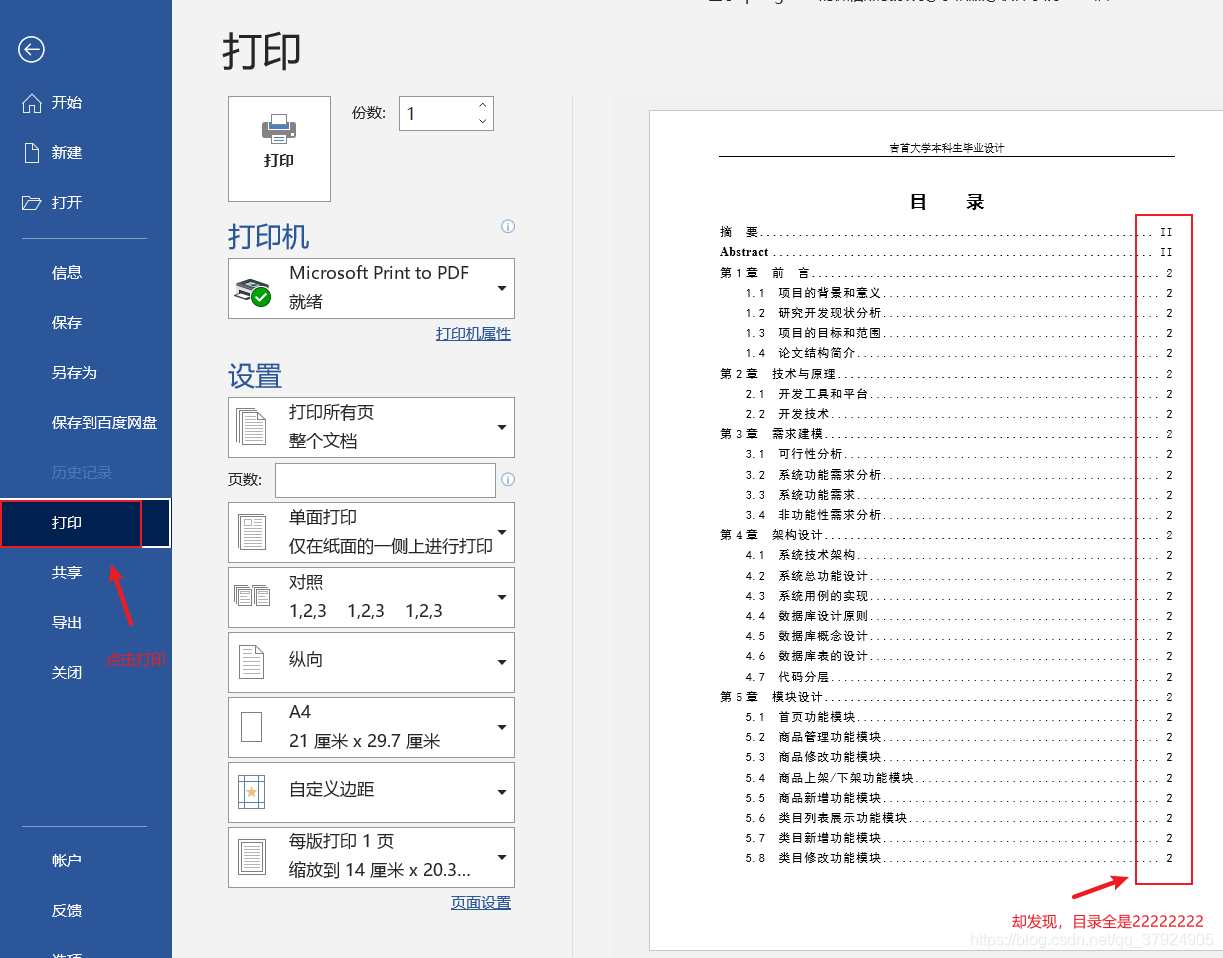 打印
份数: 1
开始
打印
新建
吉首大学本科生毕业设计
打开
目 录
打印机
摘 要 II
Microsoft Print to PDF
Abstract II
信息
就绪
第1章 前 言 2
打印机属性
1.1 项目的背景和意义 2
保存
1.2 研究开发现状分析 2
1.3 项目的目标和范围 2
1.4 论文结构简介 2
另存为
设置
第2章 技术与原理 2
2.1 开发工具和平台 2
打印所有页
2.2 开发技术 2
保存到百度网盘
整个文档
第3章 需求建模 2
3.1 可行性分析 2
历史记录
页数:
3.2 系统功能需求分析 2
3.3 系统功能需求 2
打印
单面打印
3.4 非功能性需求分析 2
仅在纸面的一侧上进行打印
第4章 架构设计 2
4.1 系统技术架构 2
共享
对照
4.2 系统总功能设计 2
1,2,3 1,2,3 1,2,3
4.3 系统用例的实现 2
导出
4.4 数据库设计原则 2
4.5 数据库概念设计 2
点击打印
纵向
4.6 数据库表的设计 2
关闭
4.7 代码分层 2
第5章 模块设计 2
A4
5.1 首页功能模块 2
21 厘米 x 29.7 厘米
5.2 商品管理功能模块 2
5.3 商品修改功能模块 2
自定义边距
5.4 商品上架/下架功能模块 2
5.5 商品新增功能模块 2
每版打印 1 页
5.6 类目列表展示功能模块 2
缩放到 14 厘米 x 20.3...
5.7 类目新增功能模块 2
帐户
5.8 类目修改功能模块 2
页面设置
反馈
却发现，目录全是22222222
https://blog.csdn.net/qq_37924905
选项